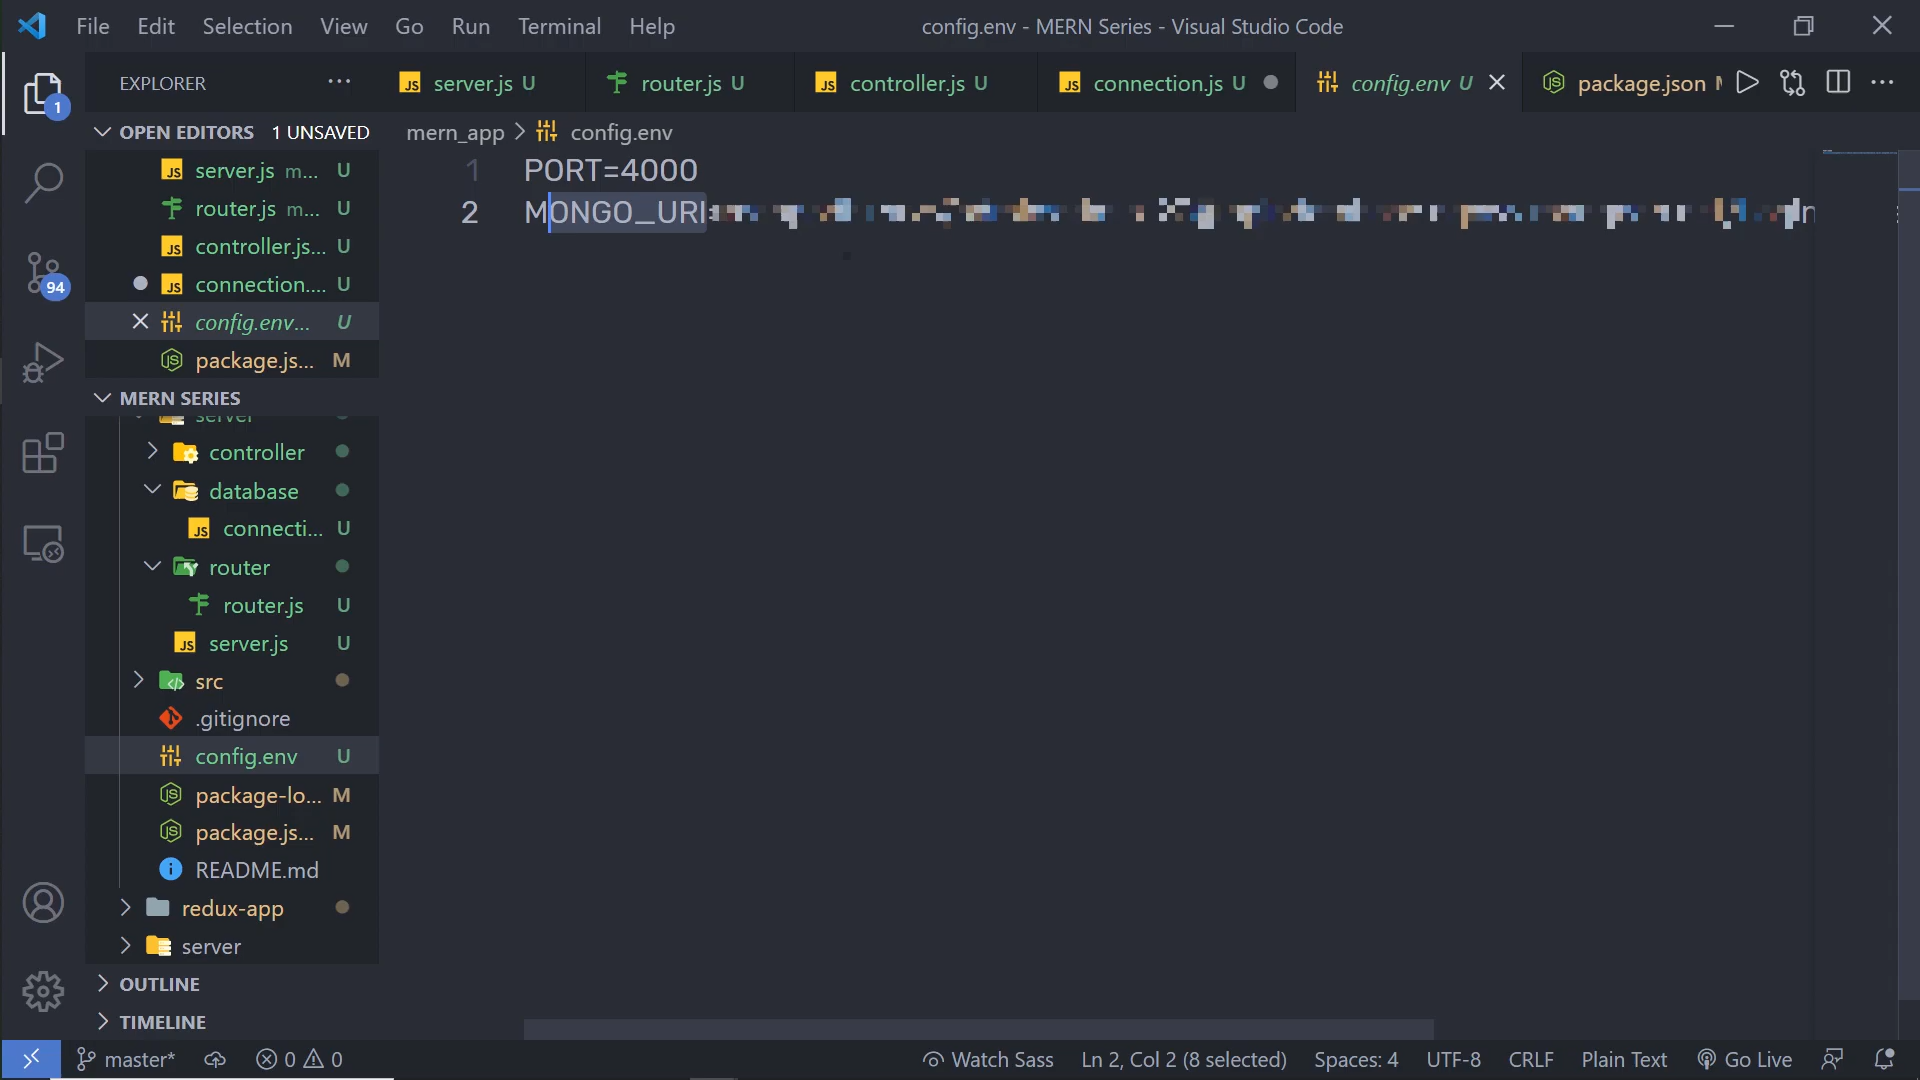 File Edit Selection View Go Run Terminal Help
config.env - MERN Series - Visual Studio Code
EXPLORER
server.js U
router.js U
controller.js U
connection.js U
config.env U
package.json
OPEN EDITORS 1 UNSAVED
server.js m... U
router.js m... U
controller.js... U
connection.... U
config.env... U
package.js... M
MERN SERIES
server
controller
database
connecti... U
router
router.js U
server.js U
src
.gitignore
config.env U
package-lo... M
package.js... M
README.md
redux-app
server
OUTLINE
TIMELINE
1
94
mern_app > config.env
1 PORT=4000
2 MONGO_URI=
master* 0 0
Watch Sass
Ln 2, Col 2 (8 selected)
Spaces: 4
UTF-8
CRLF
Plain Text
Go Live